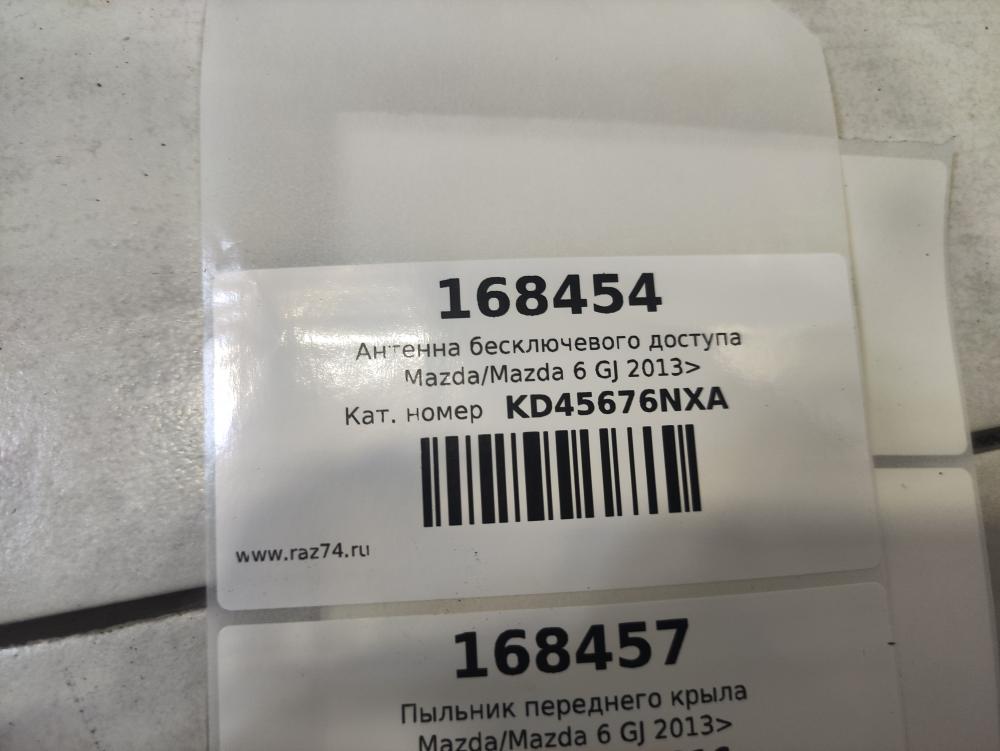 168454
Антенна бесключевого доступа
Mazda/Mazda 6 GJ 2013>
Кат. номер KD45676NXA
www.raz74.ru
168457
Пыльник переднего крыла
Mazda/Mazda 6 GJ 2013>